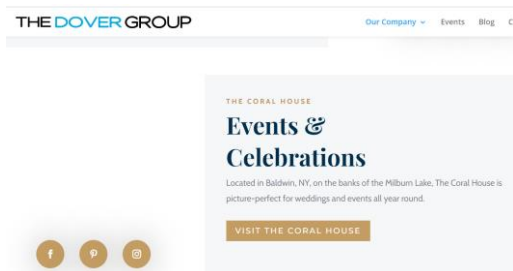 THE DOVER GROUP
Our Company Events Blog
THE CORAL HOUSE
Events &
Celebrations
Located in Baldwin, NY, on the banks of the Milburn Lake, The Coral House is
picture-perfect for weddings and events all year round.
VISIT THE CORAL HOUSE